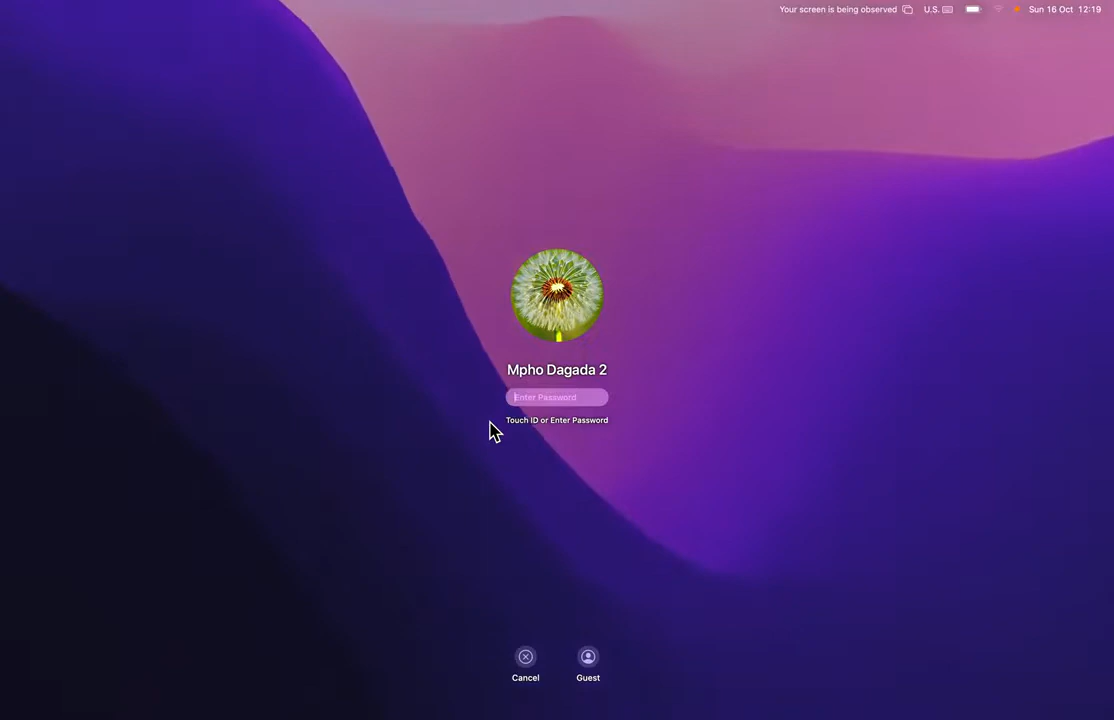 Your screen is being observed U.S. Sun 16 Oct 12:19
Mpho Dagada 2
Enter Password
Touch ID or Enter Password
Cancel Guest